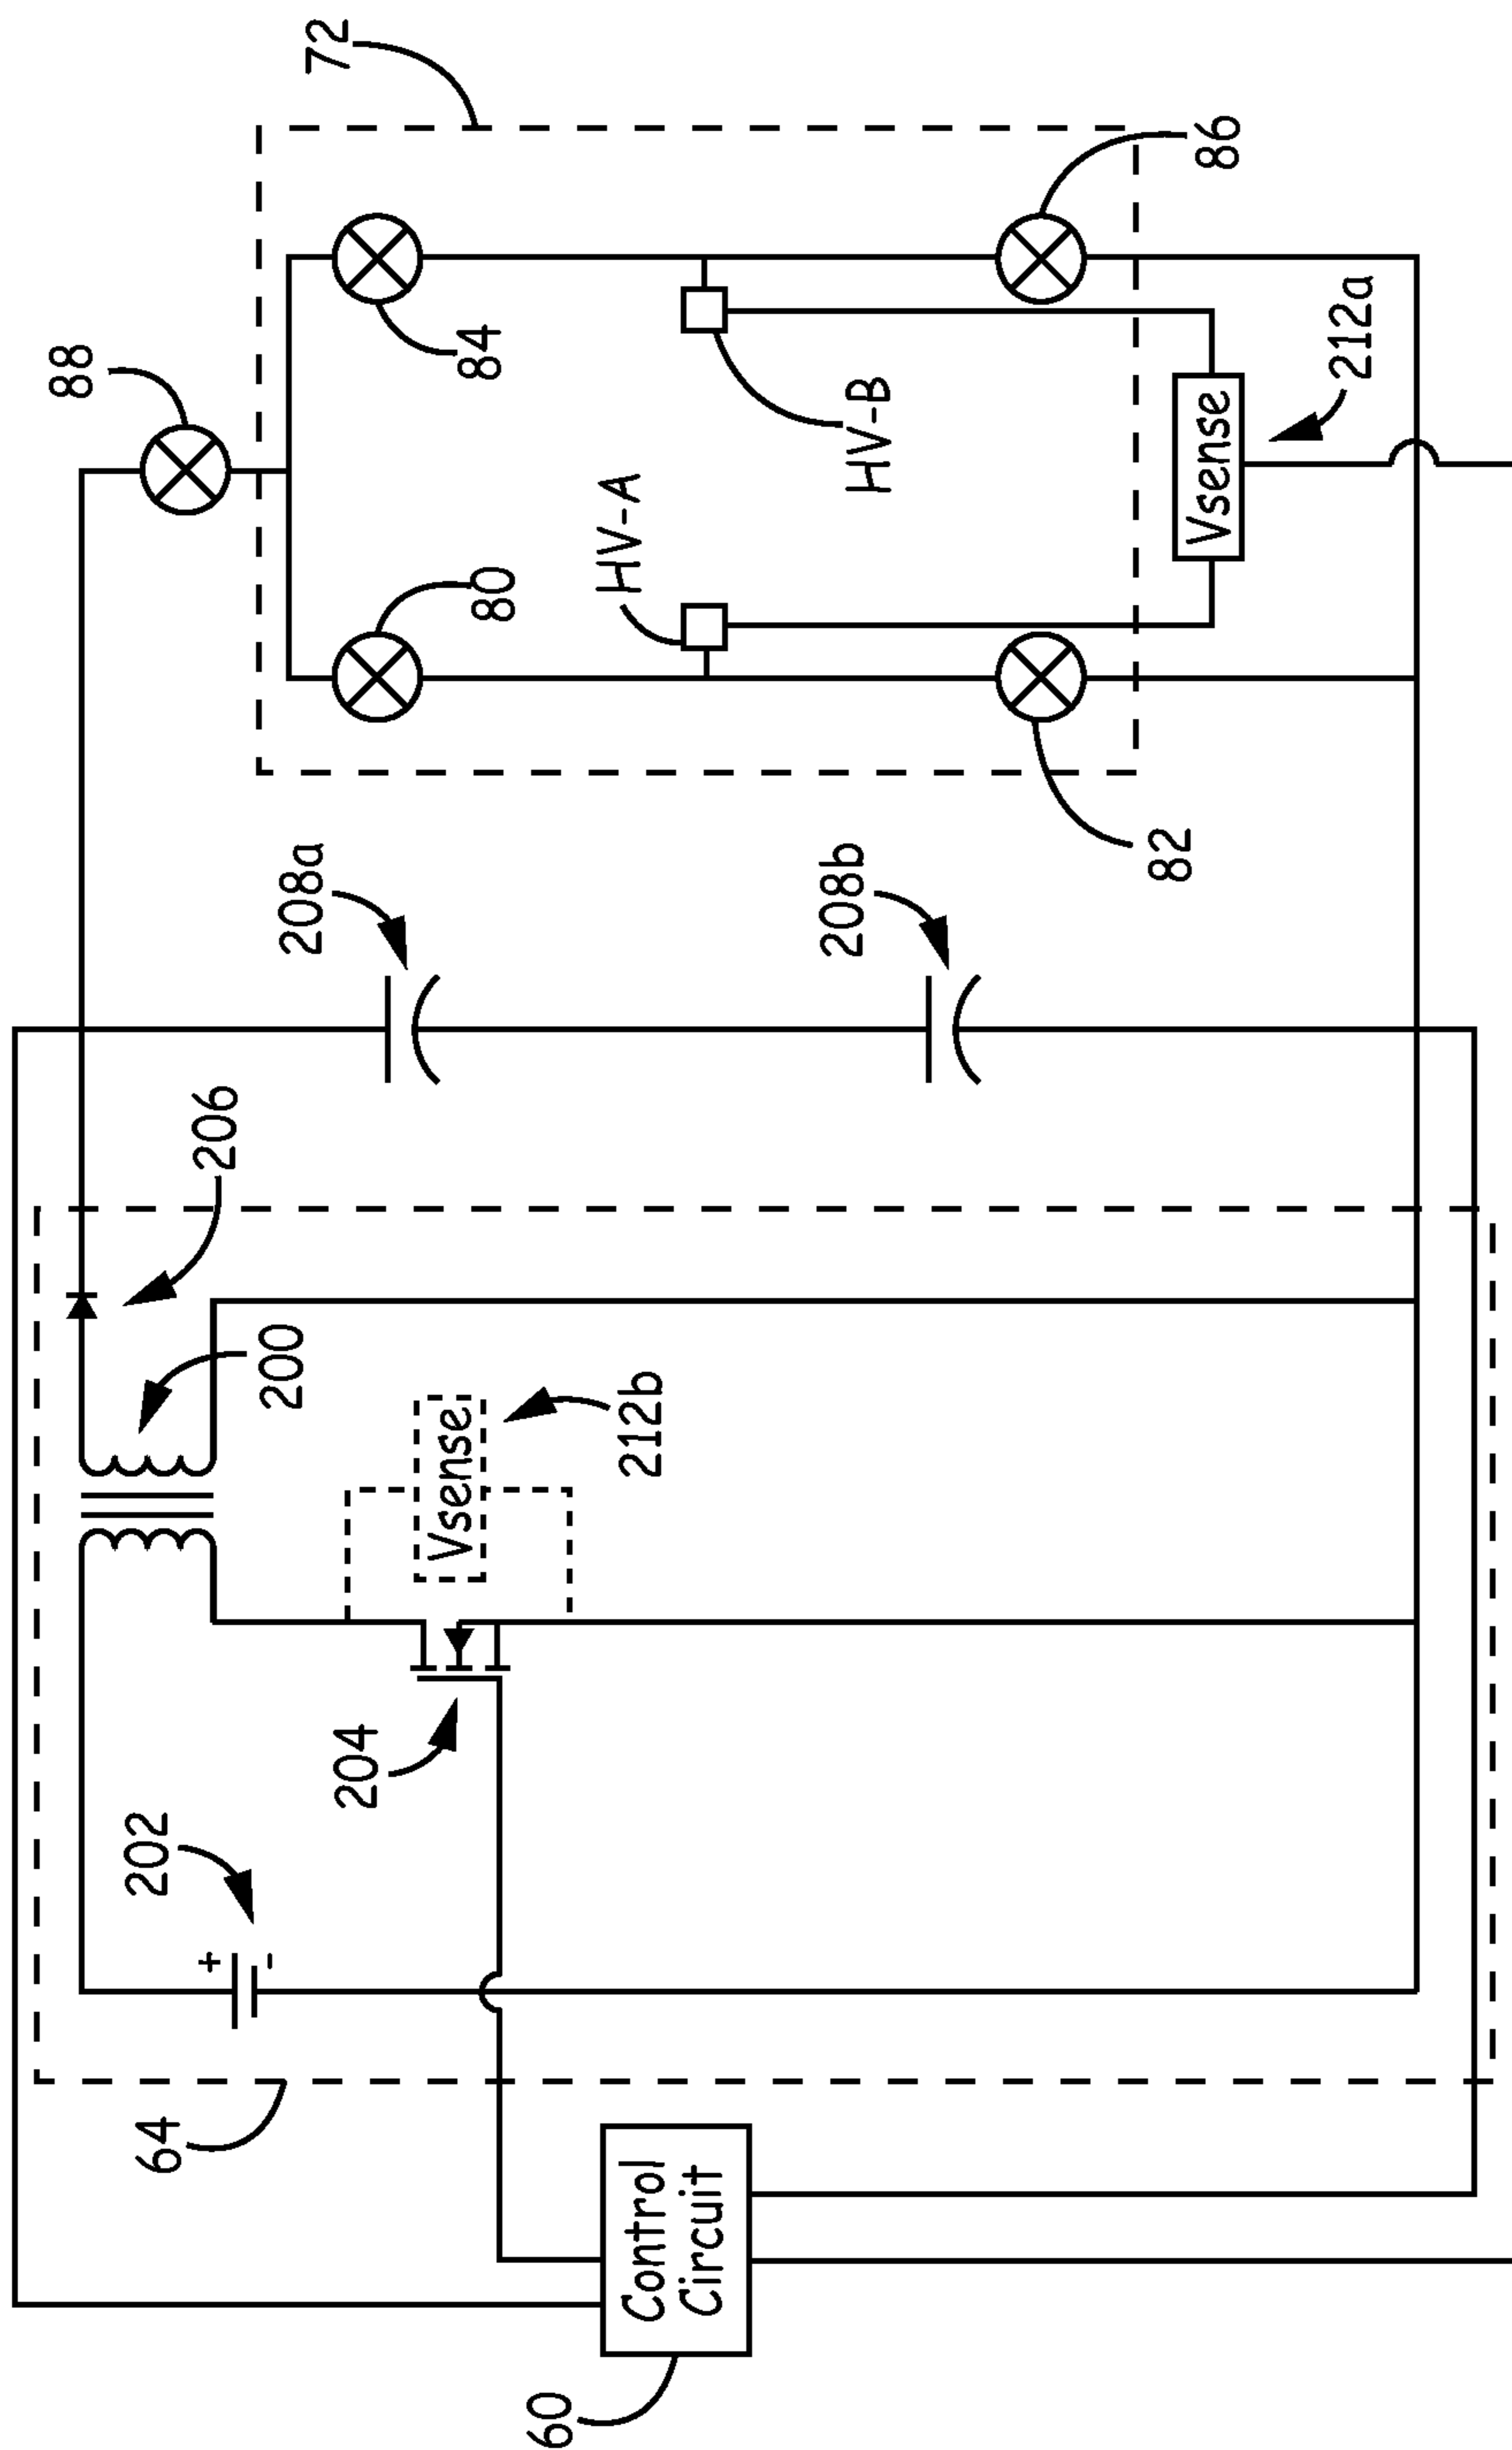 72
88
86
84
212a
HV-B
HV-A
Vsense
80
82
208a
208b
206
200
212b
Vsense
204
202
+
-
64
Control
Circuit
60